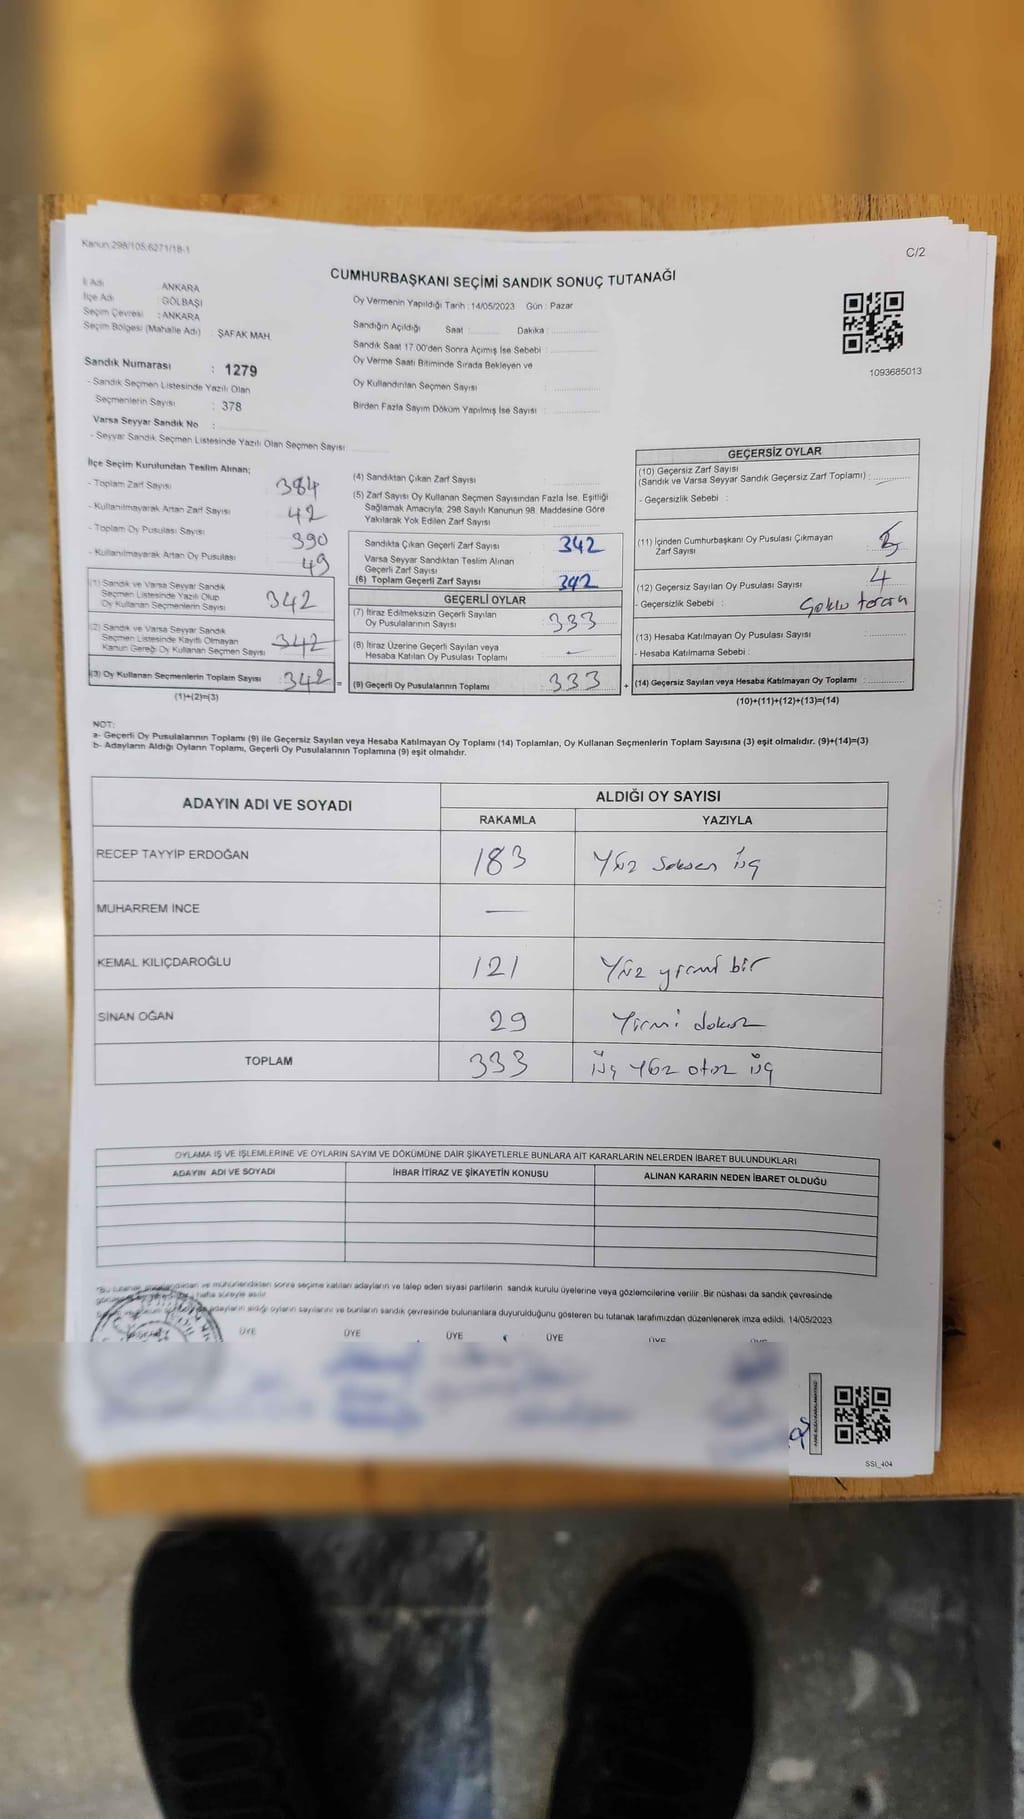 Kanun:298/105;6271/18-1
C/2
CUMHURBAŞKANI SEÇİMİ SANDIK SONUÇ TUTANAĞI
İl Adı : ANKARA
İlçe Adı : GÖLBAŞI
Seçim Çevresi : ANKARA
Seçim Bölgesi (Mahalle Adı) : ŞAFAK MAH.
Sandık Numarası : 1279
- Sandık Seçmen Listesinde Yazılı Olan
Seçmenlerin Sayısı : 378
Varsa Seyyar Sandık No :
- Seyyar Sandık Seçmen Listesinde Yazılı Olan Seçmen Sayısı
Oy Vermenin Yapıldığı Tarih : 14/05/2023 Gün : Pazar
Sandığın Açıldığı Saat : Dakika :
Sandık Saat 17.00'den Sonra Açımış İse Sebebi :
Oy Verme Saati Bitiminde Sırada Bekleyen ve
Oy Kullandırılan Seçmen Sayısı :
Birden Fazla Sayım Döküm Yapılmış İse Sayısı :
1093685013
İlçe Seçim Kurulundan Teslim Alınan;
- Toplam Zarf Sayısı 384
- Kullanılmayarak Artan Zarf Sayısı 42
- Toplam Oy Pusulası Sayısı 390
- Kullanılmayarak Artan Oy Pusulası 49
(1) Sandık ve Varsa Seyyar Sandık
Seçmen Listesinde Yazılı Olup
Oy Kullanan Seçmenlerin Sayısı 342
(2) Sandık ve Varsa Seyyar Sandık
Seçmen Listesinde Kayıtlı Olmayan
Kanun Gereği Oy Kullanan Seçmen Sayısı 342
(3) Oy Kullanan Seçmenlerin Toplam Sayısı : 342 =
(1)+(2)=(3)
(4) Sandıktan Çıkan Zarf Sayısı
(5) Zarf Sayısı Oy Kullanan Seçmen Sayısından Fazla İse, Eşitliği
Sağlamak Amacıyla; 298 Sayılı Kanunun 98. Maddesine Göre
Yakılarak Yok Edilen Zarf Sayısı
Sandıkta Çıkan Geçerli Zarf Sayısı 342
Varsa Seyyar Sandıktan Teslim Alınan
Geçerli Zarf Sayısı
(6) Toplam Geçerli Zarf Sayısı 342
GEÇERLİ OYLAR
(7) İtiraz Edilmeksizin Geçerli Sayılan
Oy Pusulalarının Sayısı : 333
(8) İtiraz Üzerine Geçerli Sayılan veya
Hesaba Katılan Oy Pusulası Toplamı : —
(9) Geçerli Oy Pusulalarının Toplamı : 333 +
GEÇERSİZ OYLAR
(10) Geçersiz Zarf Sayısı
(Sandık ve Varsa Seyyar Sandık Geçersiz Zarf Toplamı) :
- Geçersizlik Sebebi :
(11) İçinden Cumhurbaşkanı Oy Pusulası Çıkmayan
Zarf Sayısı : 5
(12) Geçersiz Sayılan Oy Pusulası Sayısı : 4
- Geçersizlik Sebebi :
(13) Hesaba Katılmayan Oy Pusulası Sayısı
- Hesaba Katılmama Sebebi :
(14) Geçersiz Sayılan veya Hesaba Katılmayan Oy Toplamı :
(10)+(11)+(12)+(13)=(14)
NOT:
a- Geçerli Oy Pusulalarının Toplamı (9) ile Geçersiz Sayılan veya Hesaba Katılmayan Oy Toplamı (14) Toplamları, Oy Kullanan Seçmenlerin Toplam Sayısına (3) eşit olmalıdır. (9)+(14)=(3)
b- Adayların Aldığı Oyların Toplamı, Geçerli Oy Pusulalarının Toplamına (9) eşit olmalıdır.
ADAYIN ADI VE SOYADI ALDIĞI OY SAYISI
RAKAMLA YAZIYLA
RECEP TAYYİP ERDOĞAN 183 Yüz Seksen üç
MUHARREM İNCE —
KEMAL KILIÇDAROĞLU 121 Yüz yirmi bir
SİNAN OĞAN 29 Yirmi dokuz
TOPLAM 333 üç Yüz otuz üç
OYLAMA İŞ VE İŞLEMLERİNE VE OYLARIN SAYIM VE DÖKÜMÜNE DAİR ŞİKAYETLERLE BUNLARA AİT KARARLARIN NELERDEN İBARET BULUNDUKLARI
ADAYIN ADI VE SOYADI İHBAR İTİRAZ VE ŞİKAYETİN KONUSU ALINAN KARARIN NEDEN İBARET OLDUĞU
sonra seçime katılan adayların ve talep eden siyasi partilerin sandık kurulu üyelerine veya gözlemcilerine verilir .Bir nüshası da sandık çevresinde
hafta süreyle asılır.
adayların aldığı oyların sayılarını ve bunların sandık çevresinde bulunanlara duyurulduğunu gösteren bu tutanak tarafımızdan düzenlenerek imza edildi. 14/05/2023
ÜYE ÜYE ÜYE ÜYE ÜYE
SSI_404